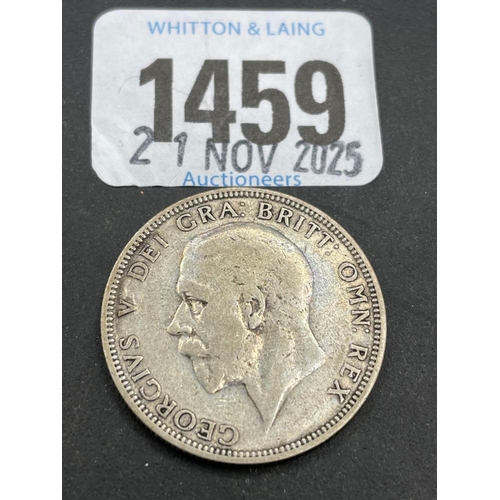 WHITTON & LAING
1459
21 NOV 2025
Auctioneers
GEORGIVS V DEI GRA: BRITT: OMN: REX